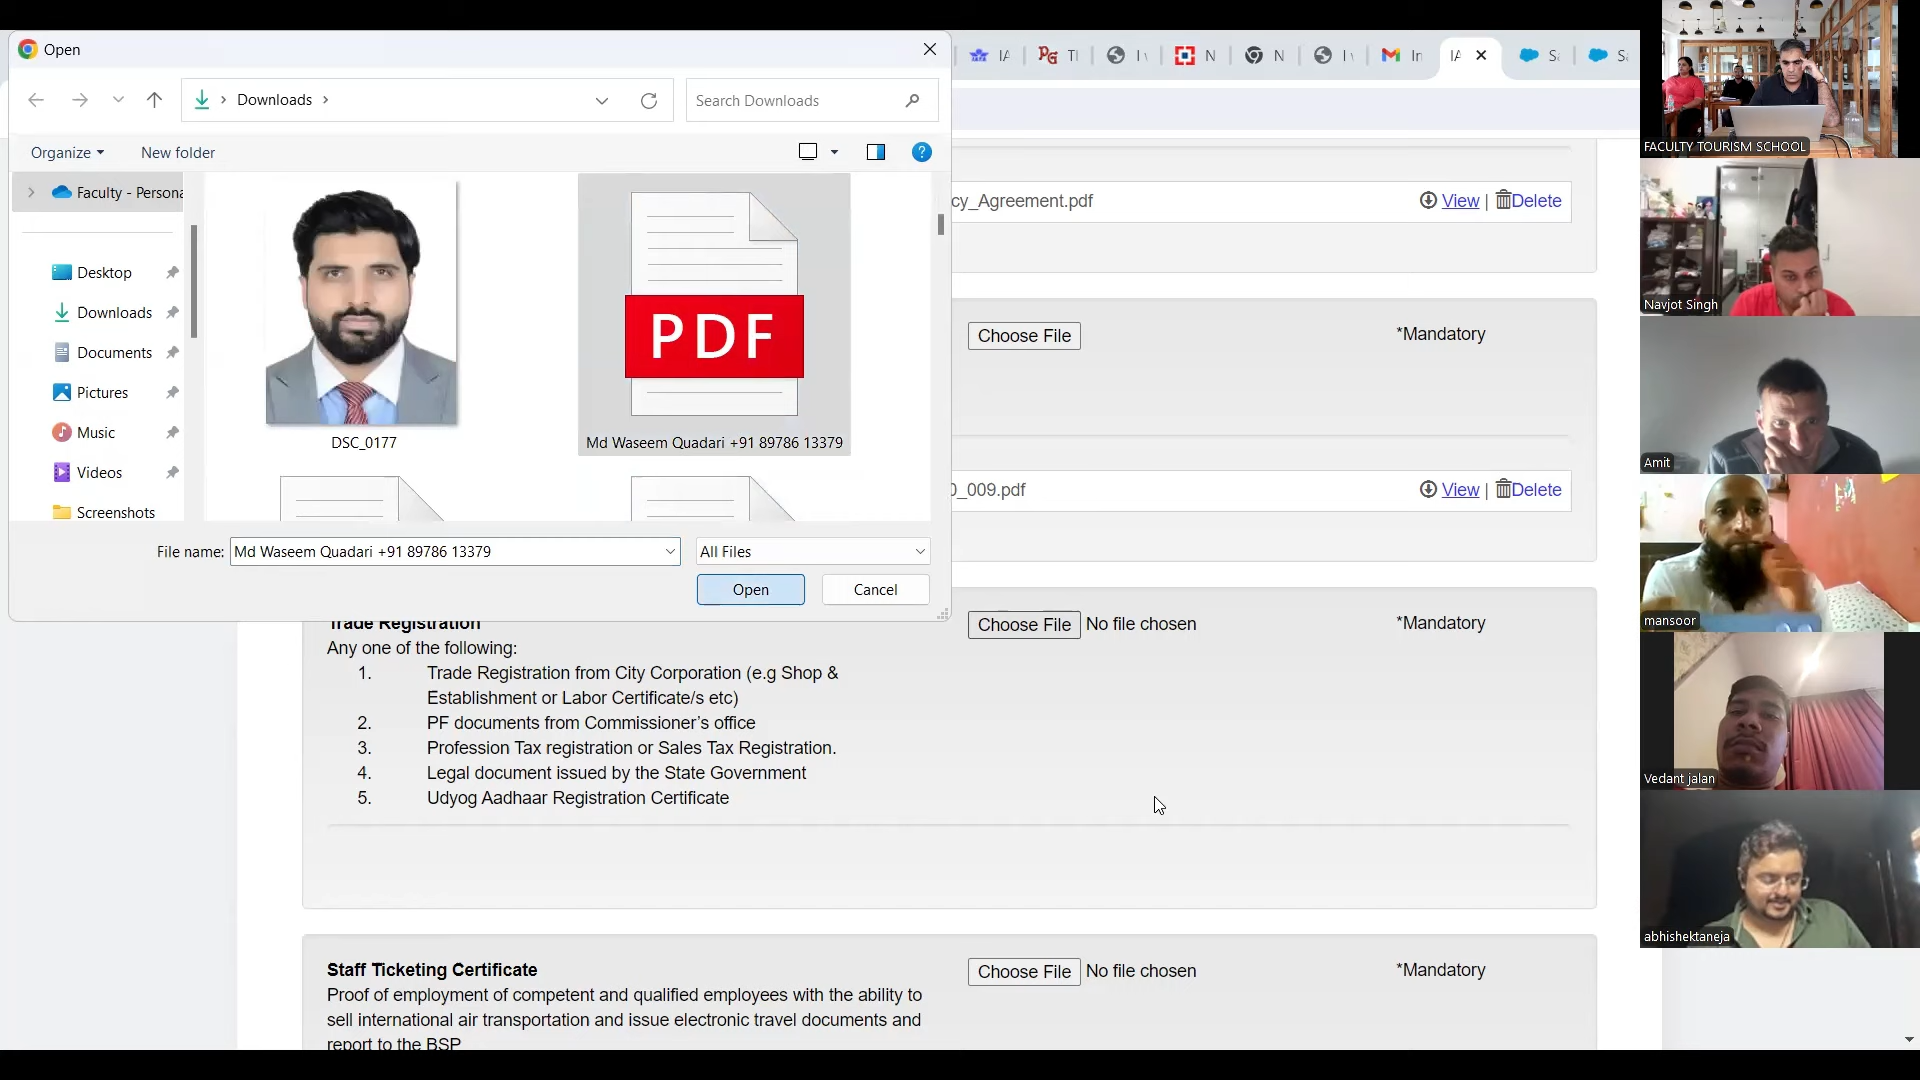 Open
Downloads
Search Downloads
Organize
New folder
Faculty - Persona
Desktop
Downloads
Documents
Pictures
Music
Videos
Screenshots
PDF
DSC_0177
Md Waseem Quadari +91 89786 13379
File name:
Md Waseem Quadari +91 89786 13379
All Files
Open
Cancel
IA
TI
N
N
In
IA
cy_Agreement.pdf
View | Delete
Choose File
*Mandatory
0_009.pdf
View | Delete
Trade Registration
Choose File No file chosen
*Mandatory
Any one of the following:
1. Trade Registration from City Corporation (e.g Shop &
Establishment or Labor Certificate/s etc)
2. PF documents from Commissioner’s office
3. Profession Tax registration or Sales Tax Registration.
4. Legal document issued by the State Government
5. Udyog Aadhaar Registration Certificate
Staff Ticketing Certificate
Choose File No file chosen
*Mandatory
Proof of employment of competent and qualified employees with the ability to
sell international air transportation and issue electronic travel documents and
report to the BSP
FACULTY TOURISM SCHOOL
Navjot Singh
Amit
mansoor
Vedant jalan
abhishektaneja